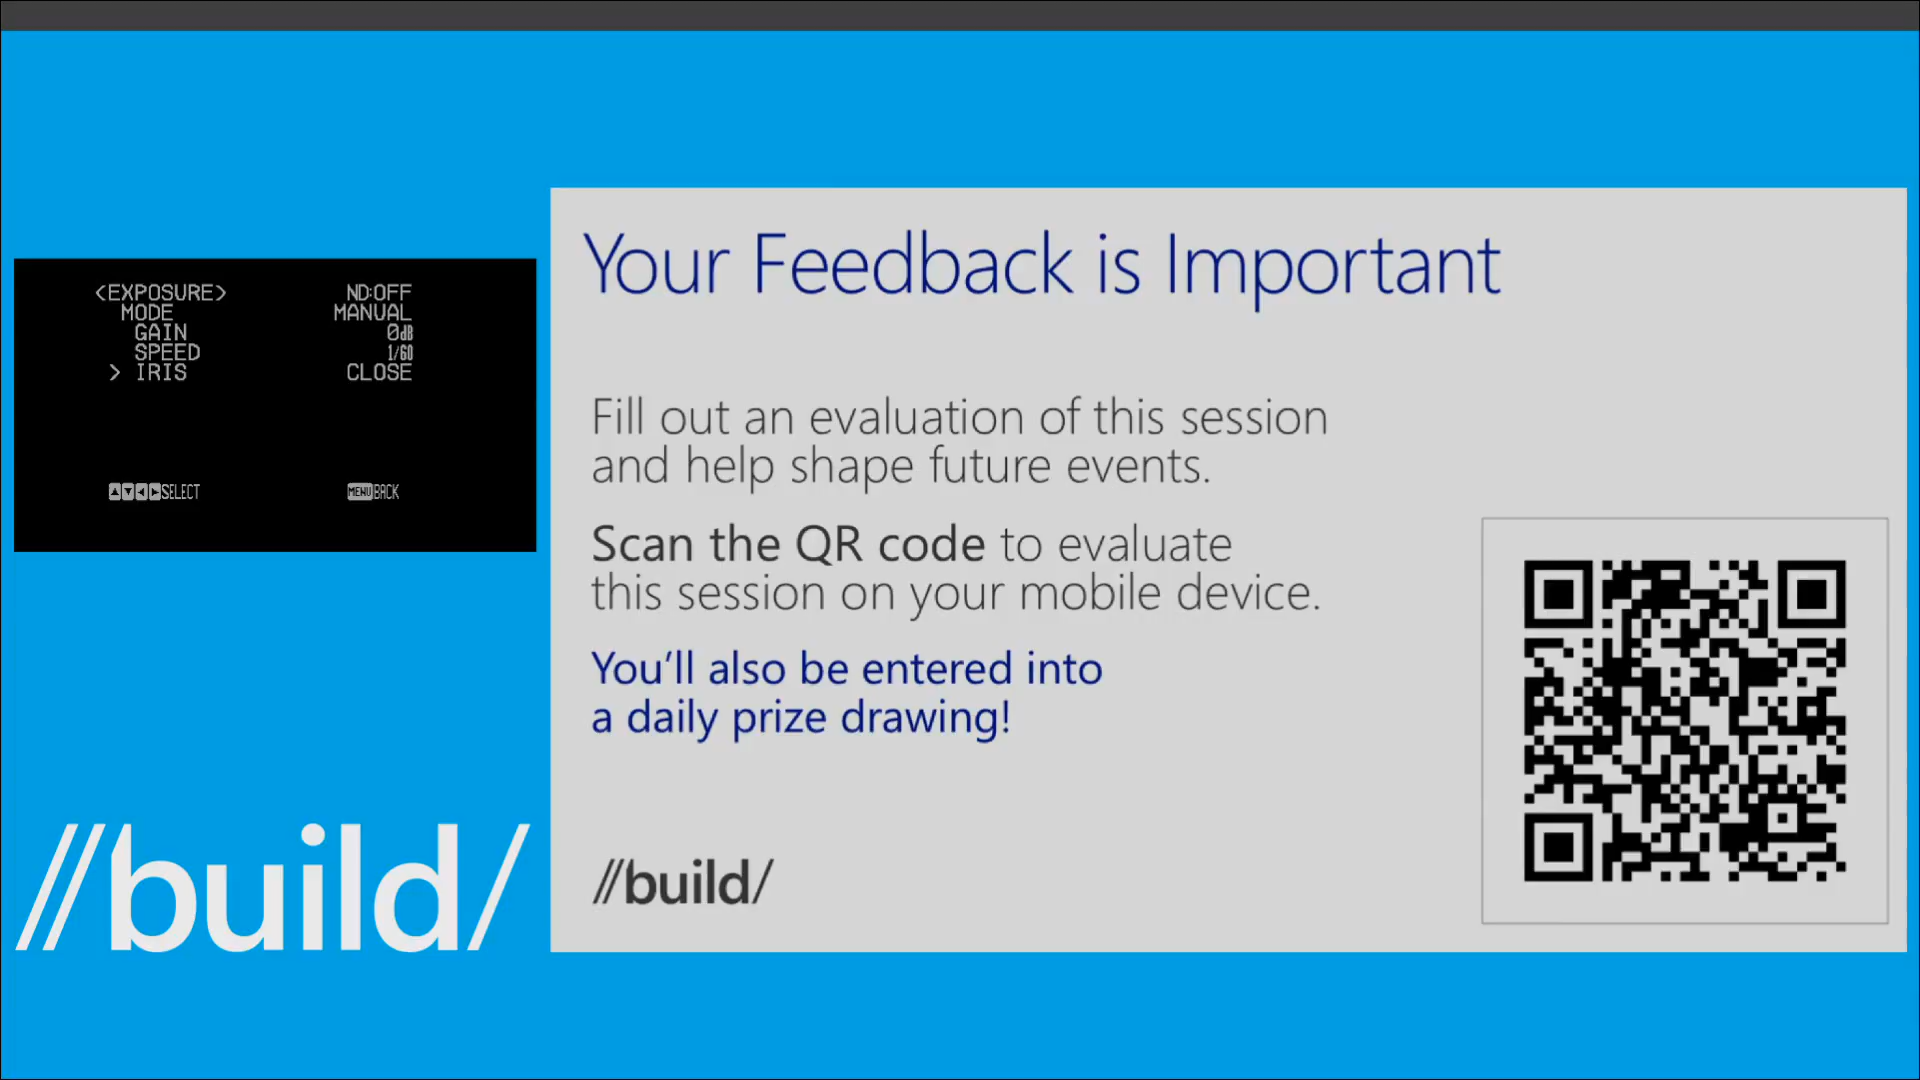 <EXPOSURE> ND:OFF
MODE MANUAL
GAIN 0dB
SPEED 1/60
> IRIS CLOSE
▲▼◀▶SELECT MENU BACK
//build/
Your Feedback is Important
Fill out an evaluation of this session
and help shape future events.
Scan the QR code to evaluate
this session on your mobile device.
You’ll also be entered into
a daily prize drawing!
//build/